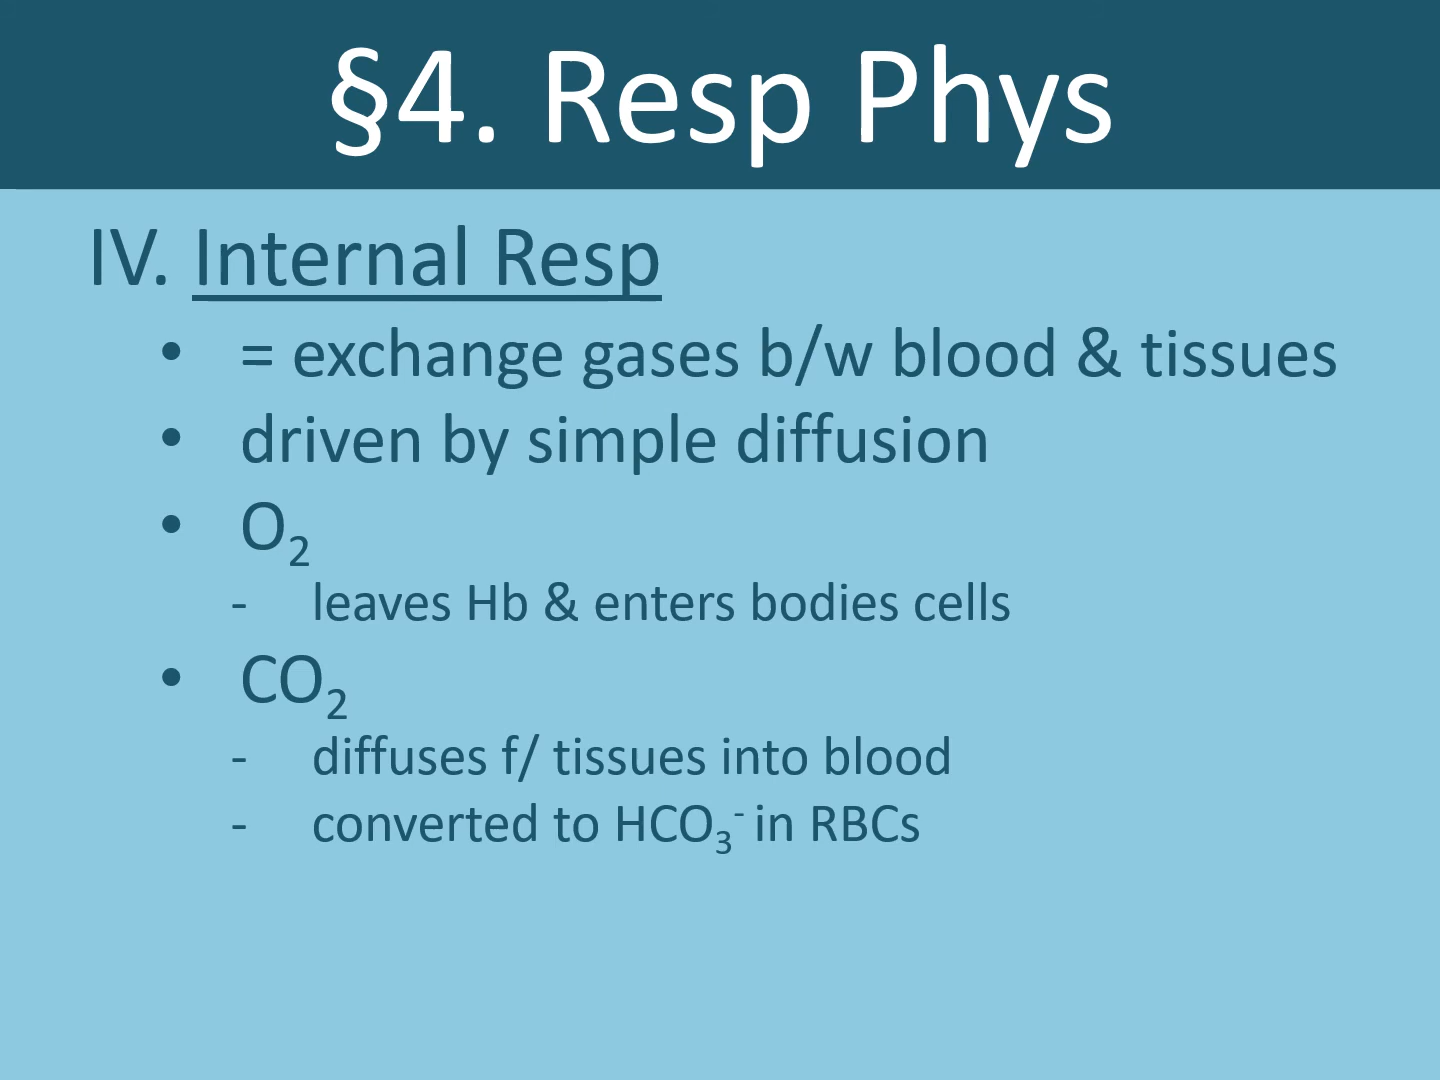 §4. Resp Phys
IV. Internal Resp
• = exchange gases b/w blood & tissues
• driven by simple diffusion
• O₂
- leaves Hb & enters bodies cells
• CO₂
- diffuses f/ tissues into blood
- converted to HCO₃⁻ in RBCs